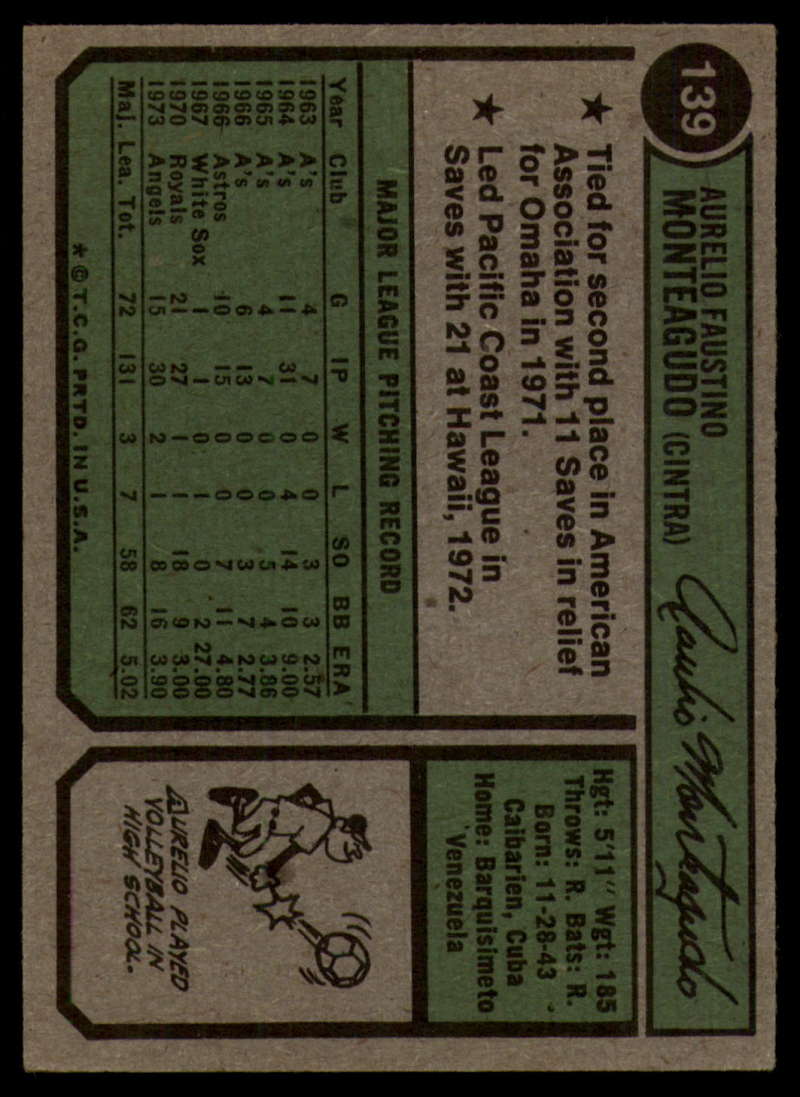 139
AURELIO FAUSTINO
MONTEAGUDO (CINTRA)
Aurelio Monteagudo
★ Tied for second place in American
Association with 11 Saves in relief
for Omaha in 1971.
★ Led Pacific Coast League in
Saves with 21 at Hawaii, 1972.
MAJOR LEAGUE PITCHING RECORD
Year Club G IP W L SO BB ERA
1963 A's 4 7 0 0 3 3 2.57
1964 A's 11 31 0 4 14 10 9.00
1965 A's 4 7 0 0 5 4 3.86
1966 A's 6 13 0 0 3 7 2.77
1966 Astros 10 15 0 0 7 11 4.80
1967 White Sox 1 1 0 1 0 2 27.00
1970 Royals 21 27 1 1 18 9 3.00
1973 Angels 15 30 2 1 8 16 3.90
Maj. Lea. Tot. 72 131 3 7 58 62 5.02
* © T.C.G. PRTD. IN U.S.A.
Hgt: 5'11" Wgt: 185
Throws: R. Bats: R.
Born: 11-28-43
Caibarien, Cuba
Home: Barquisimeto
Venezuela
AURELIO PLAYED
VOLLEYBALL IN
HIGH SCHOOL.